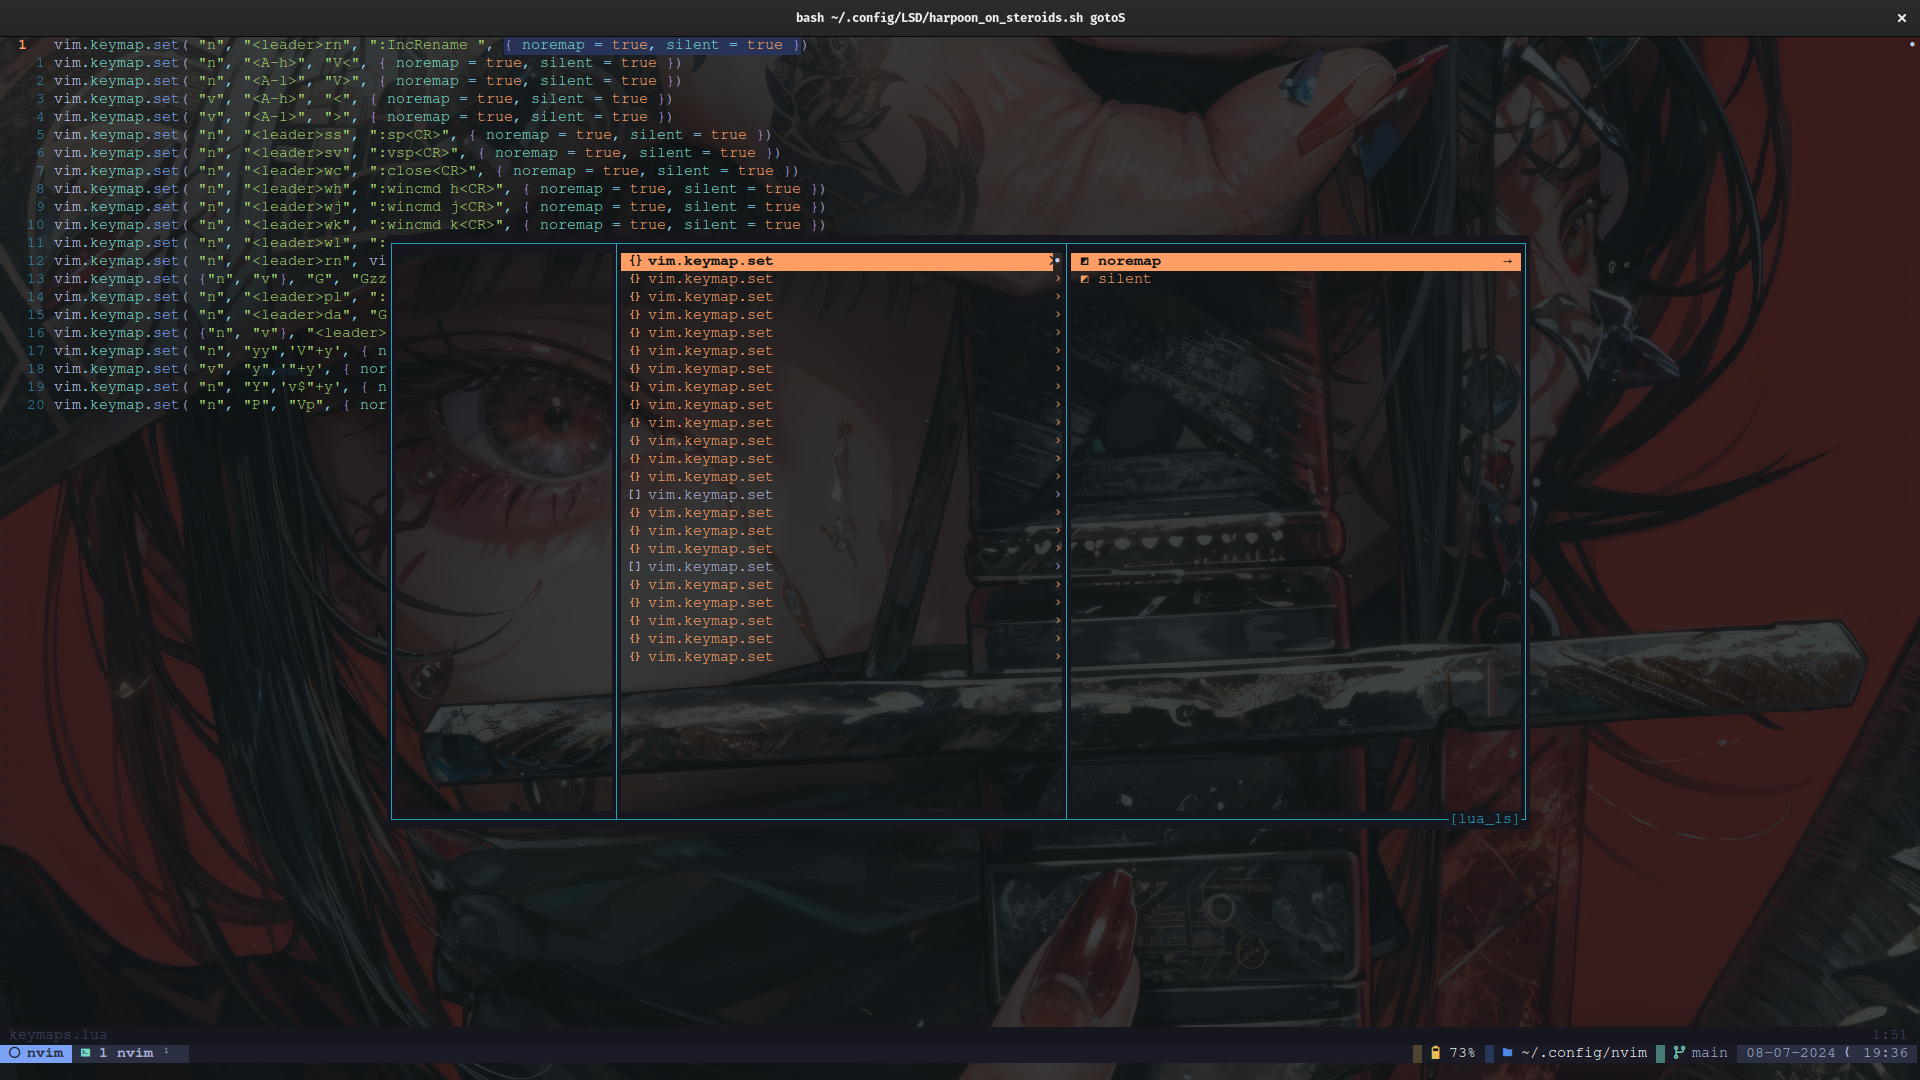 bash ~/.config/LSD/harpoon_on_steroids.sh gotoS ×
1 vim.keymap.set( "n", "<leader>rn", ":IncRename ", { noremap = true, silent = true })
1 vim.keymap.set( "n", "<A-h>", "V<", { noremap = true, silent = true })
2 vim.keymap.set( "n", "<A-l>", "V>", { noremap = true, silent = true })
3 vim.keymap.set( "v", "<A-h>", "<", { noremap = true, silent = true })
4 vim.keymap.set( "v", "<A-l>", ">", { noremap = true, silent = true })
5 vim.keymap.set( "n", "<leader>ss", ":sp<CR>", { noremap = true, silent = true })
6 vim.keymap.set( "n", "<leader>sv", ":vsp<CR>", { noremap = true, silent = true })
7 vim.keymap.set( "n", "<leader>wc", ":close<CR>", { noremap = true, silent = true })
8 vim.keymap.set( "n", "<leader>wh", ":wincmd h<CR>", { noremap = true, silent = true })
9 vim.keymap.set( "n", "<leader>wj", ":wincmd j<CR>", { noremap = true, silent = true })
10 vim.keymap.set( "n", "<leader>wk", ":wincmd k<CR>", { noremap = true, silent = true })
11 vim.keymap.set( "n", "<leader>wl", ":
12 vim.keymap.set( "n", "<leader>rn", vi
13 vim.keymap.set( {"n", "v"}, "G", "Gzz
14 vim.keymap.set( "n", "<leader>pl", ":
15 vim.keymap.set( "n", "<leader>da", "G
16 vim.keymap.set( {"n", "v"}, "<leader>
17 vim.keymap.set( "n", "yy",'V"+y', { n
18 vim.keymap.set( "v", "y",'"+y', { nor
19 vim.keymap.set( "n", "Y",'v$"+y', { n
20 vim.keymap.set( "n", "P", "Vp", { nor
{} vim.keymap.set
{} vim.keymap.set ›
{} vim.keymap.set ›
{} vim.keymap.set ›
{} vim.keymap.set ›
{} vim.keymap.set ›
{} vim.keymap.set ›
{} vim.keymap.set ›
{} vim.keymap.set ›
{} vim.keymap.set ›
{} vim.keymap.set ›
{} vim.keymap.set ›
{} vim.keymap.set ›
[] vim.keymap.set ›
{} vim.keymap.set ›
{} vim.keymap.set ›
{} vim.keymap.set ›
[] vim.keymap.set ›
{} vim.keymap.set ›
{} vim.keymap.set ›
{} vim.keymap.set ›
{} vim.keymap.set ›
{} vim.keymap.set ›
noremap →
silent
[lua_ls]
keymaps.lua 1:51
nvim 1 nvim 1 73% ~/.config/nvim main 08-07-2024 ⟨ 19:36